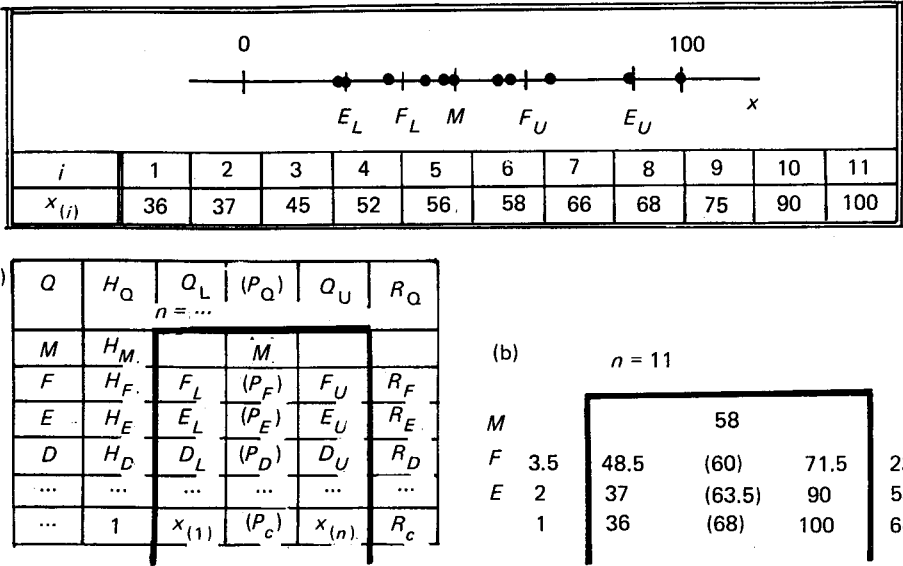 0 100
E_L F_L M F_U E_U x
i 1 2 3 4 5 6 7 8 9 10 11
x_(i) 36 37 45 52 56 58 66 68 75 90 100
)
Q H_Q Q_L (P_Q) Q_U R_Q
n = ...
M H_M M
F H_F F_L (P_F) F_U R_F
E H_E E_L (P_E) E_U R_E
D H_D D_L (P_D) D_U R_D
... ... ... ... ... ...
... 1 x_(1) (P_c) x_(n) R_c
(b) n = 11
M 58
F 3.5 48.5 (60) 71.5 2
E 2 37 (63.5) 90 5
1 36 (68) 100 6